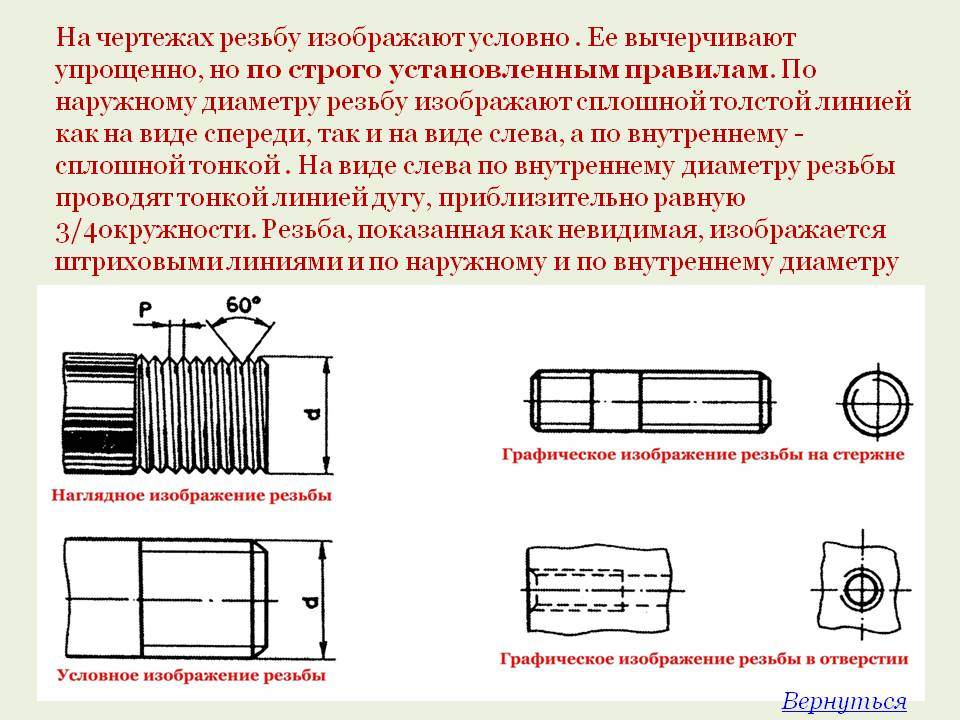 На чертежах резьбу изображают условно . Ее вычерчивают
упрощенно, но по строго установленным правилам. По
наружному диаметру резьбу изображают сплошной толстой линией
как на виде спереди, так и на виде слева, а по внутреннему -
сплошной тонкой . На виде слева по внутреннему диаметру резьбы
проводят тонкой линией дугу, приблизительно равную
3/4окружности. Резьба, показанная как невидимая, изображается
штриховыми линиями и по наружному и по внутреннему диаметру
P 60°
d
Наглядное изображение резьбы
Графическое изображение резьбы на стержне
d
Условное изображение резьбы
Графическое изображение резьбы в отверстии
Вернуться